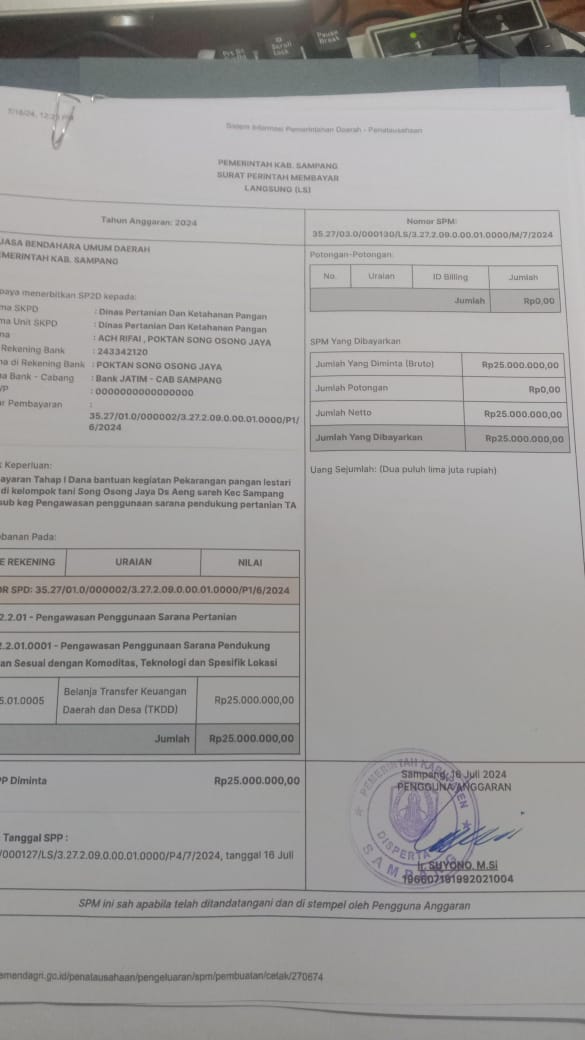 7/16/24, 12:23 PM
Sistem Informasi Pemerintahan Daerah - Penatausahaan
PEMERINTAH KAB. SAMPANG
SURAT PERINTAH MEMBAYAR
LANGSUNG (LS)
Tahun Anggaran: 2024
Nomor SPM:
35.27/03.0/000130/LS/3.27.2.09.0.00.01.0000/M/7/2024
UASA BENDAHARA UMUM DAERAH
EMERINTAH KAB. SAMPANG
paya menerbitkan SP2D kepada:
ma SKPD : Dinas Pertanian Dan Ketahanan Pangan
ma Unit SKPD : Dinas Pertanian Dan Ketahanan Pangan
ma : ACH RIFAI , POKTAN SONG OSONG JAYA
Rekening Bank : 243342120
na di Rekening Bank : POKTAN SONG OSONG JAYA
na Bank - Cabang : Bank JATIM - CAB SAMPANG
VP : 0000000000000000
ar Pembayaran :
35.27/01.0/000002/3.27.2.09.0.00.01.0000/P1/
6/2024
Potongan-Potongan:
No. Uraian ID Billing Jumlah
Jumlah Rp0,00
SPM Yang Dibayarkan
Jumlah Yang Diminta (Bruto) Rp25.000.000,00
Jumlah Potongan Rp0,00
Jumlah Netto Rp25.000.000,00
Jumlah Yang Dibayarkan Rp25.000.000,00
Uang Sejumlah: (Dua puluh lima juta rupiah)
k Keperluan:
ayaran Tahap I Dana bantuan kegiatan Pekarangan pangan lestari
di kelompok tani Song Osong Jaya Ds Aeng sareh Kec Sampang
sub keg Pengawasan penggunaan sarana pendukung pertanian TA
bbanan Pada:
E REKENING URAIAN NILAI
OR SPD: 35.27/01.0/000002/3.27.2.09.0.00.01.0000/P1/6/2024
2.2.01 - Pengawasan Penggunaan Sarana Pertanian
2.2.01.0001 - Pengawasan Penggunaan Sarana Pendukung
an Sesuai dengan Komoditas, Teknologi dan Spesifik Lokasi
5.01.0005 Belanja Transfer Keuangan
Daerah dan Desa (TKDD) Rp25.000.000,00
Jumlah Rp25.000.000,00
PP Diminta Rp25.000.000,00
Tanggal SPP :
/000127/LS/3.27.2.09.0.00.01.0000/P4/7/2024, tanggal 16 Juli
Sampang, 16 Juli 2024
PENGGUNA ANGGARAN
PEMERINTAH KABUPATEN
DISPERTA
SAMPANG
Ir. SUYONO, M.Si
196607191992021004
SPM ini sah apabila telah ditandatangani dan di stempel oleh Pengguna Anggaran
emendagri.go.id/penatausahaan/pengeluaran/spm/pembuatan/cetak/270674
Scroll
Lock
Pause
Break
1
A